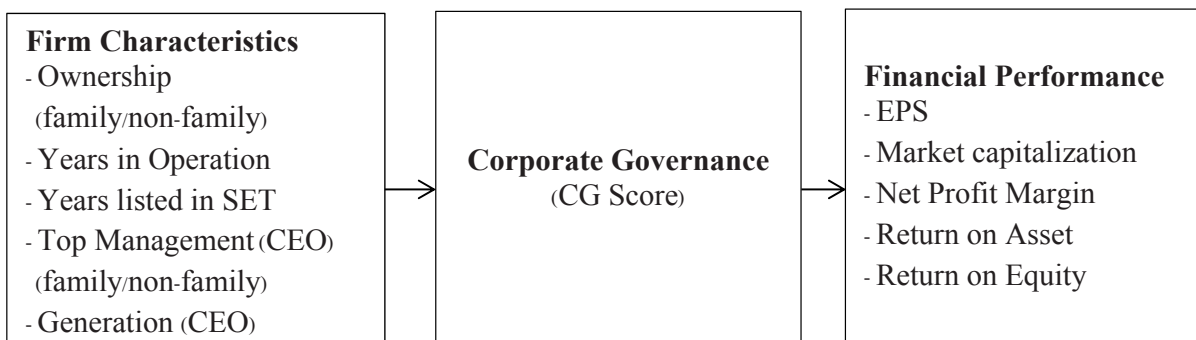 Firm Characteristics
- Ownership
(family/non-family)
- Years in Operation
- Years listed in SET
- Top Management (CEO)
(family/non-family)
- Generation (CEO)
Corporate Governance
(CG Score)
Financial Performance
- EPS
- Market capitalization
- Net Profit Margin
- Return on Asset
- Return on Equity